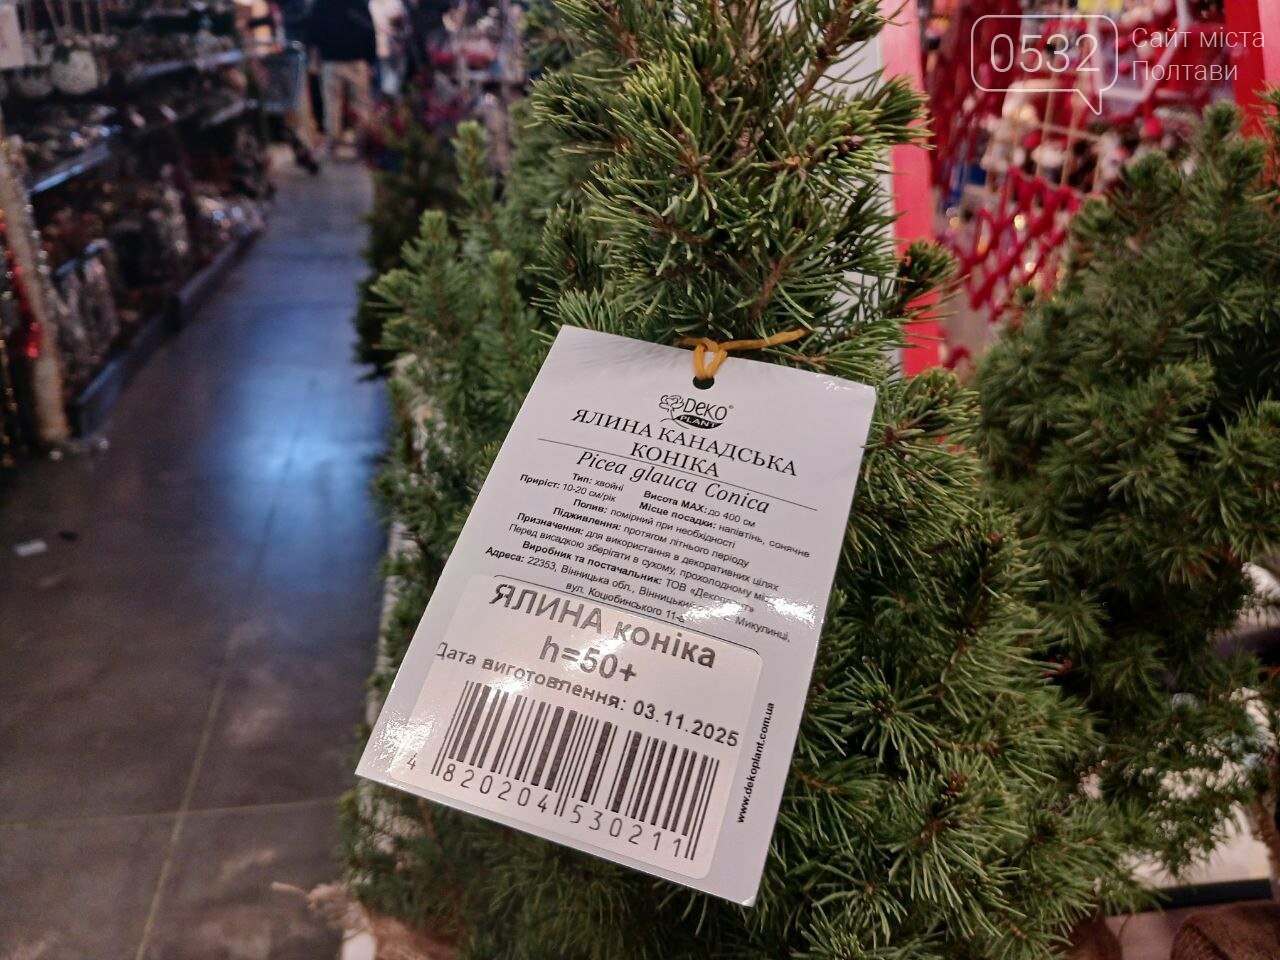 0532 Сайт міста
Полтави
Deko®
PLANT
ЯЛИНА КАНАДСЬКА
КОНІКА
Picea glauca Conica
Тип: хвойні Висота MAX: до 400 см
Приріст: 10-20 см/рік Місце посадки: напівтінь, сонячне
Полив: помірний при необхідності
Підживлення: протягом літнього періоду
Призначення: для використання в декоративних цілях
Перед висадкою зберігати в сухому, прохолодному
Виробник та постачальник: ТОВ «Декоплант»
Адреса: 22353, Вінницька обл., Микулинці,
вул. Коцюбинського
ЯЛИНА коніка
h=50+
Дата виготовлення: 03.11.2025
4 820204 530211
www.dekoplant.com.ua